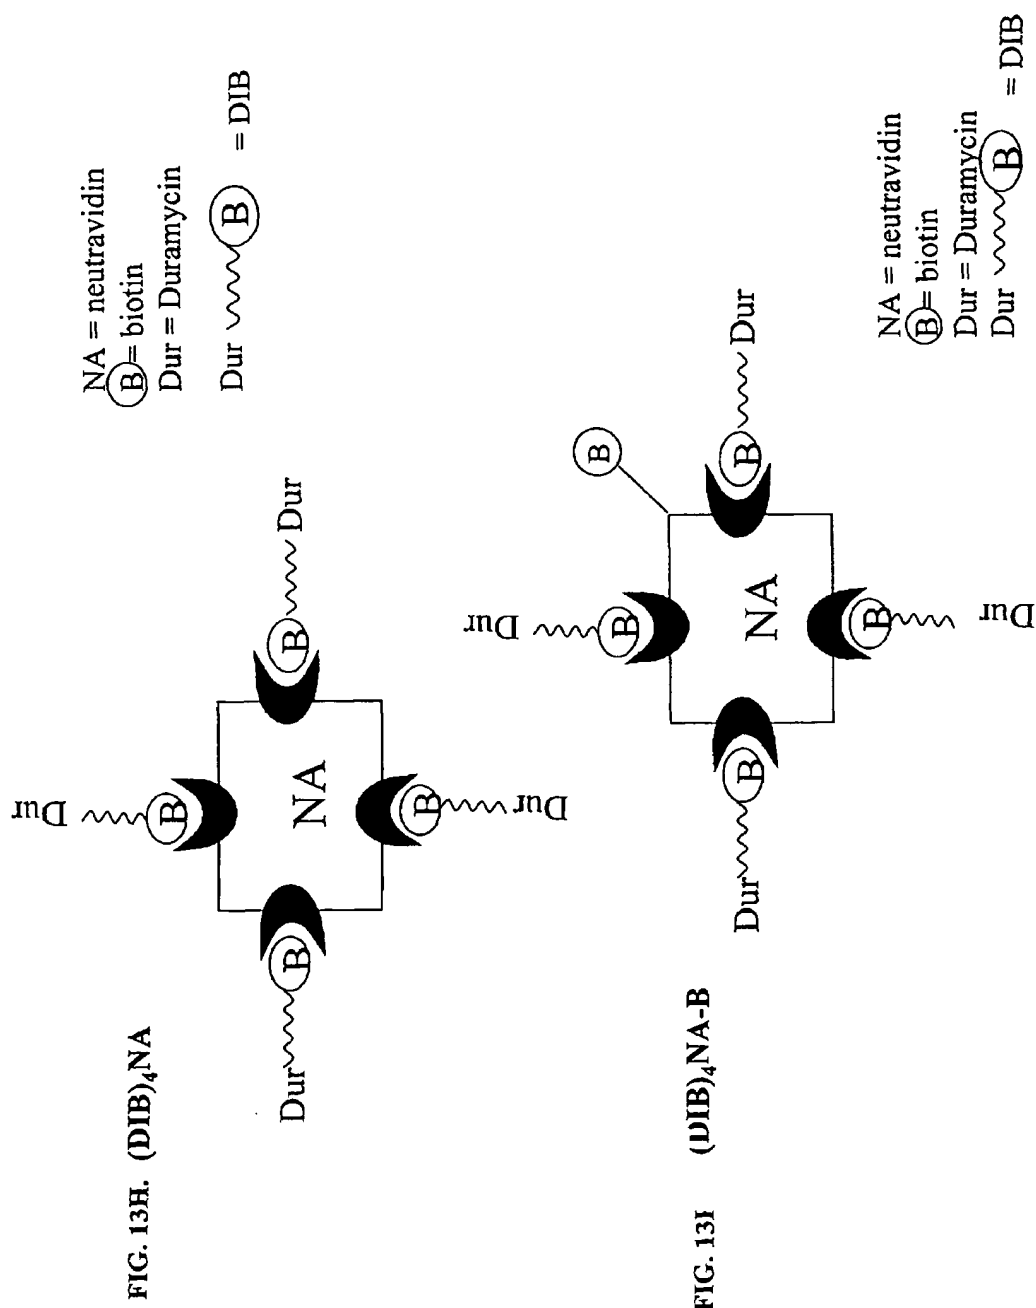 FIG. 13H. (DIB)₄NA
Dur
Dur
B
B
NA
B
B
Dur
Dur
NA = neutravidin
B = biotin
Dur = Duramycin
Dur B = DIB
FIG. 13I (DIB)₄NA-B
Dur
Dur
B
B
NA
B
B
B
Dur
Dur
NA = neutravidin
B = biotin
Dur = Duramycin
Dur B = DIB